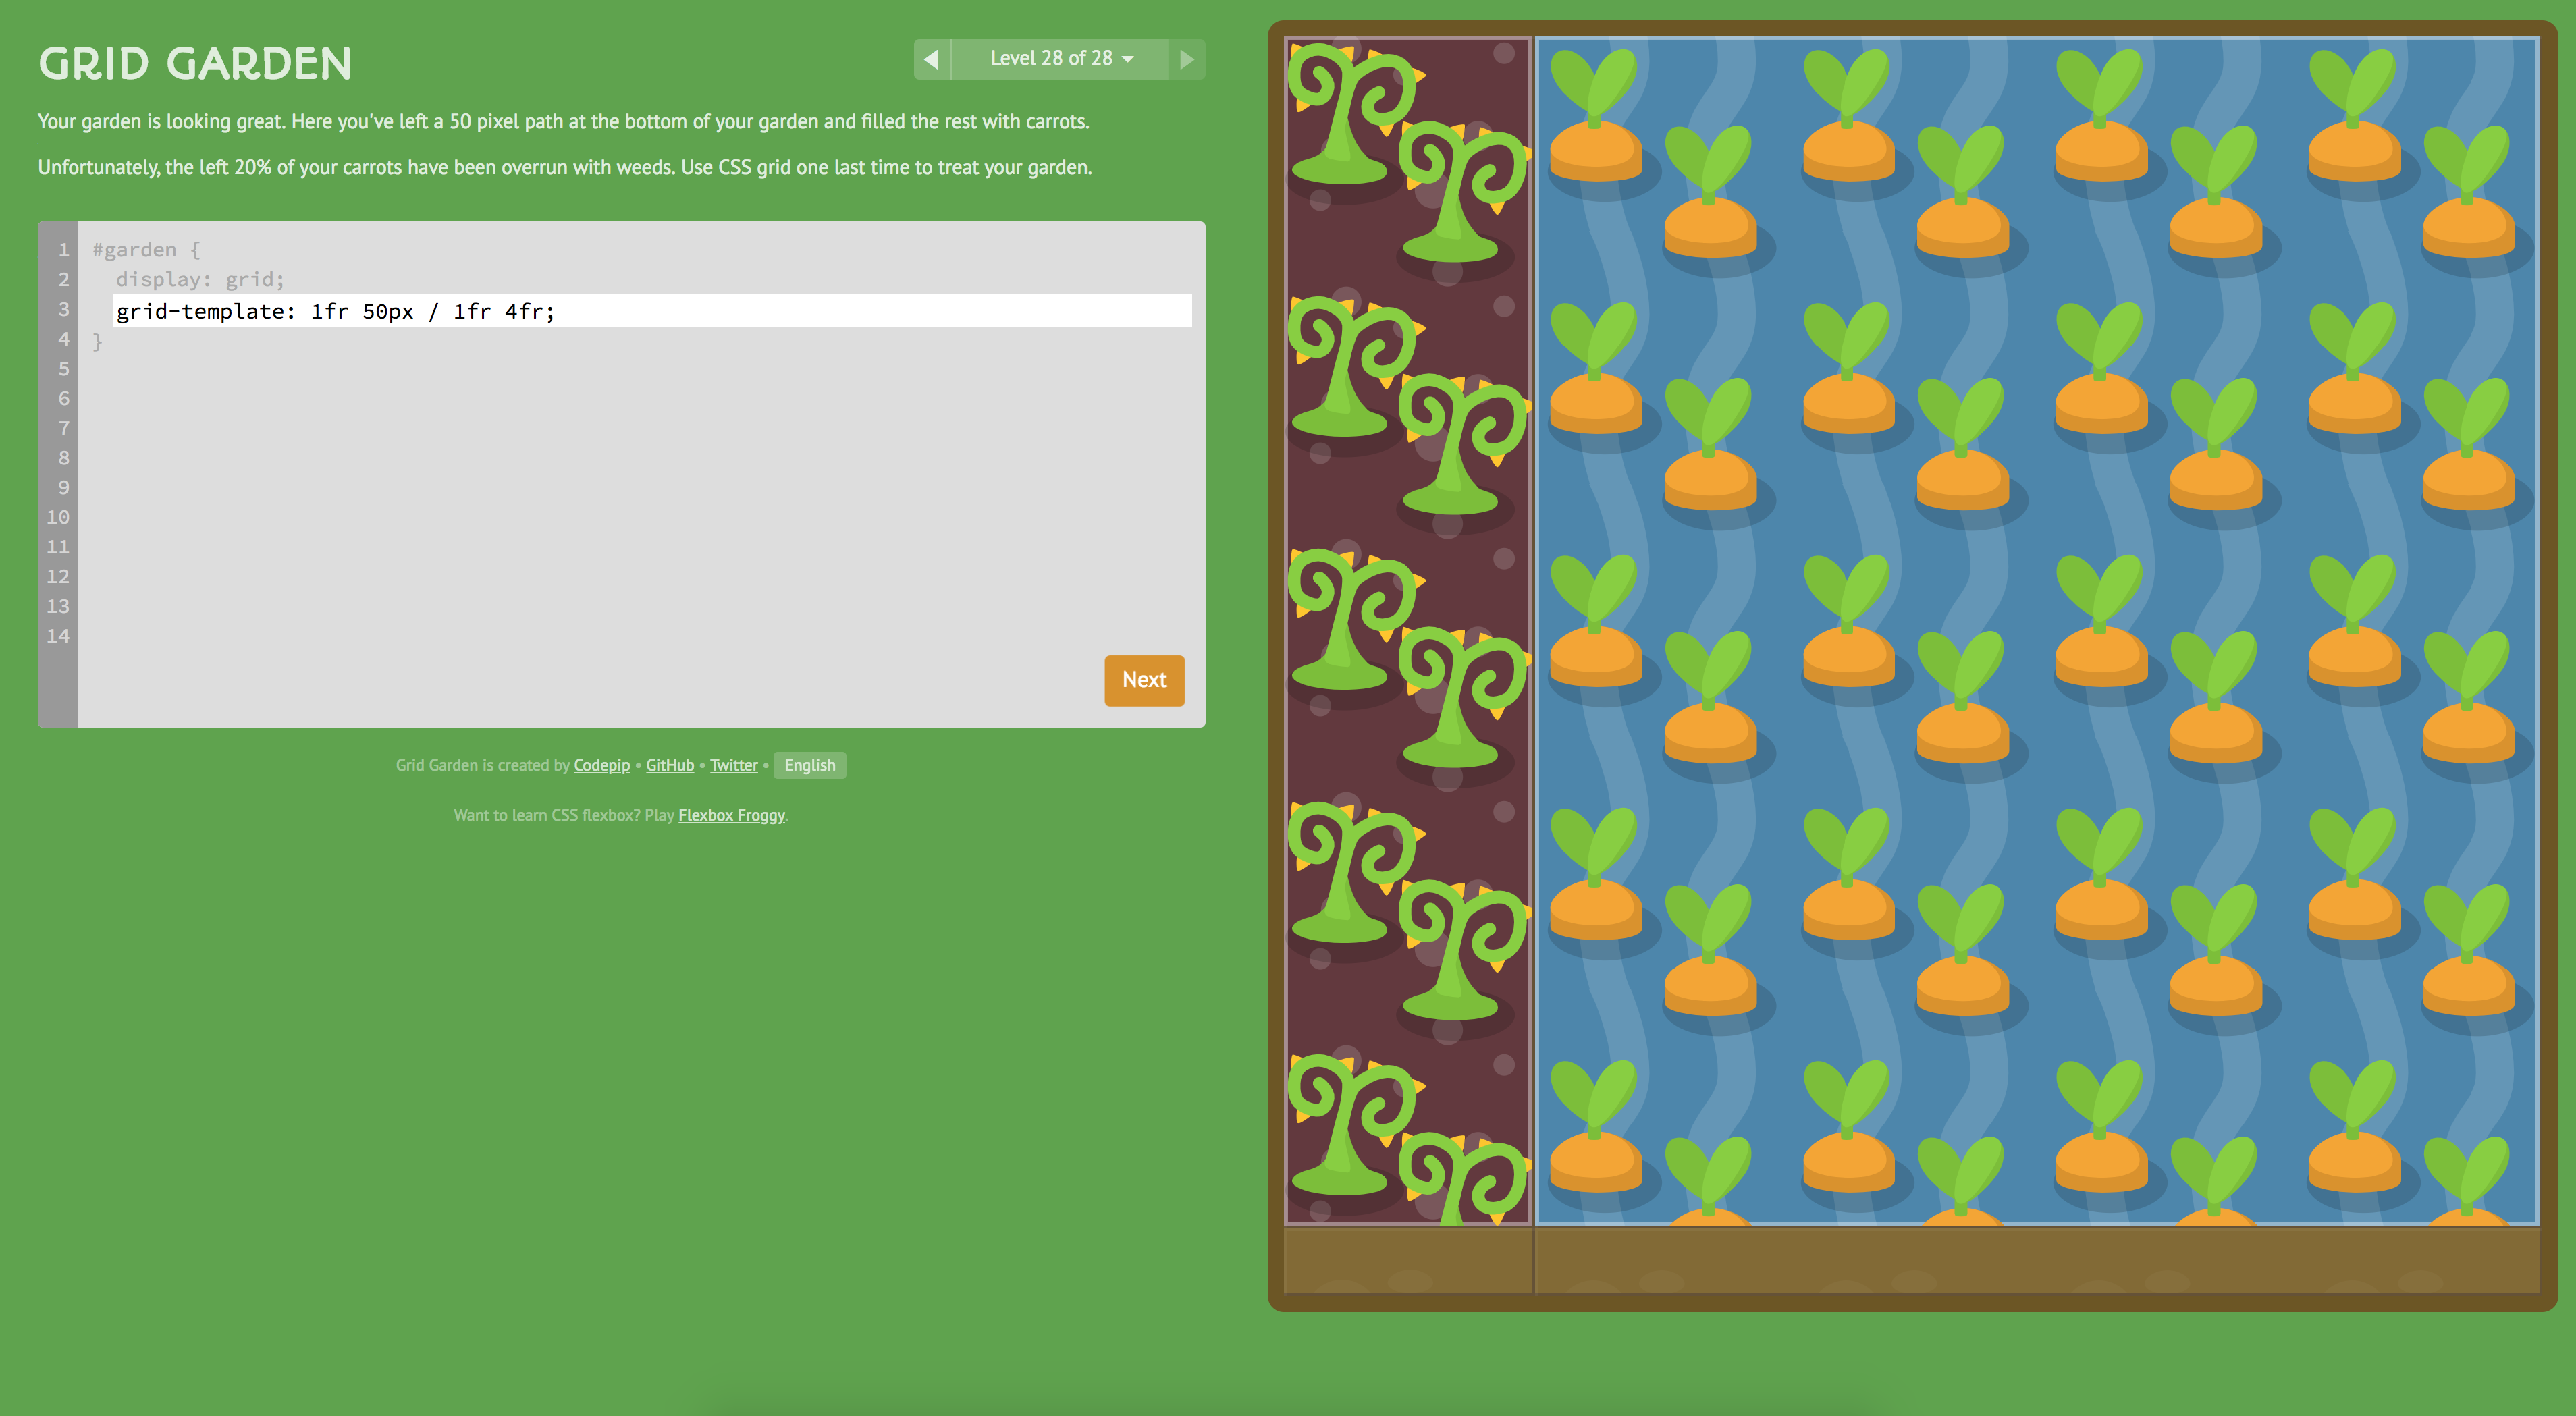 GRID GARDEN
Level 28 of 28
Your garden is looking great. Here you've left a 50 pixel path at the bottom of your garden and filled the rest with carrots.
Unfortunately, the left 20% of your carrots have been overrun with weeds. Use CSS grid one last time to treat your garden.
1 #garden {
2 display: grid;
3 grid-template: 1fr 50px / 1fr 4fr;
4 }
5
6
7
8
9
10
11
12
13
14
Next
Grid Garden is created by Codepip • GitHub • Twitter • English
Want to learn CSS flexbox? Play Flexbox Froggy.